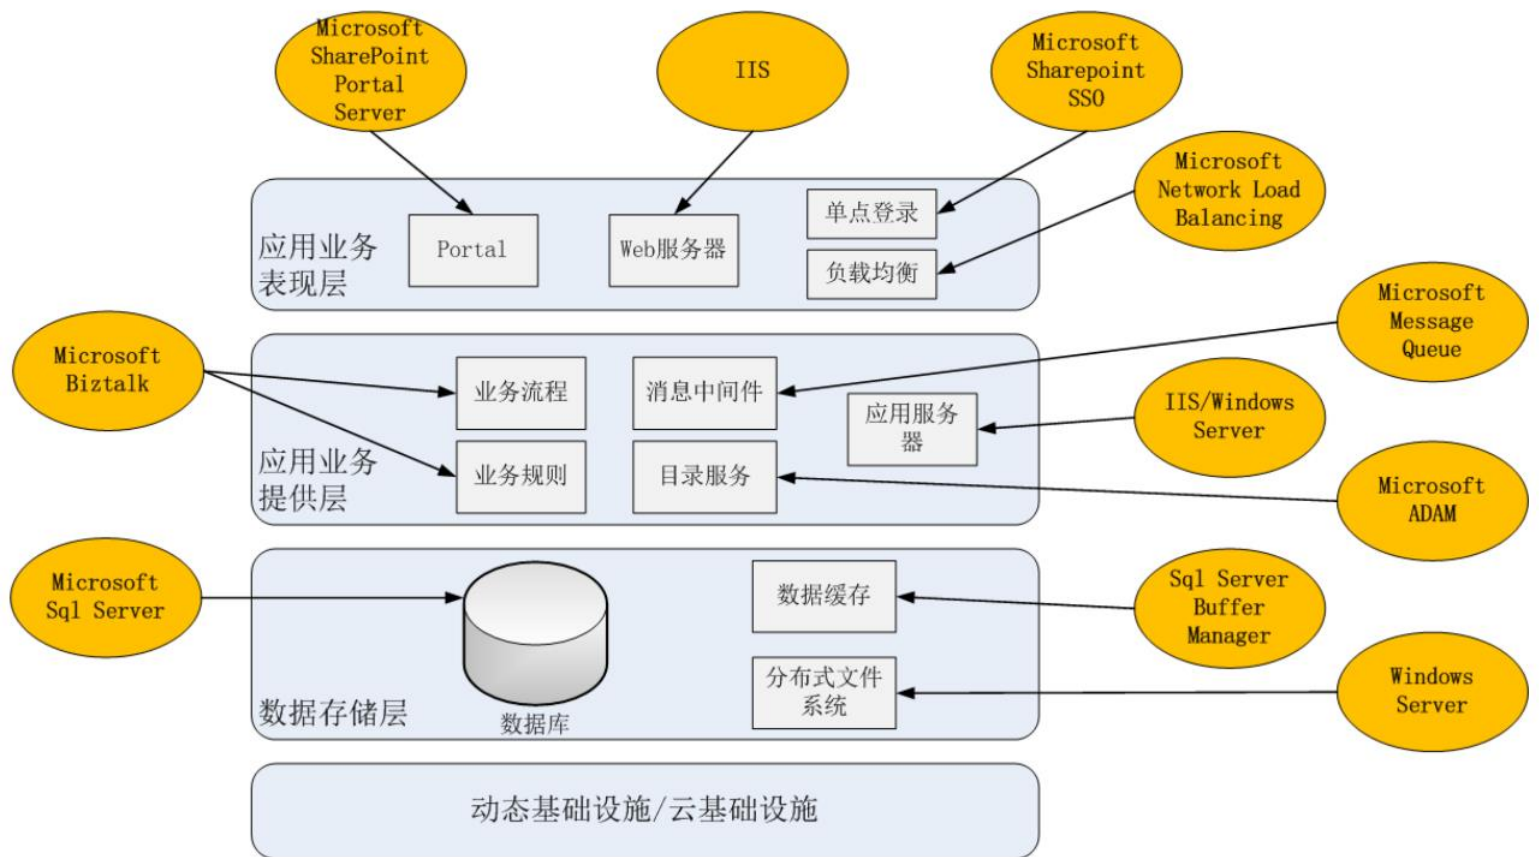 Microsoft
SharePoint
Portal
Server
IIS
Microsoft
Sharepoint
SSO
Microsoft
Network Load
Balancing
应用业务
表现层
Portal
Web服务器
单点登录
负载均衡
Microsoft
Message
Queue
Microsoft
Biztalk
应用业务
提供层
业务流程
消息中间件
应用服务
器
业务规则
目录服务
IIS/Windows
Server
Microsoft
ADAM
Microsoft
Sql Server
数据存储层
数据库
数据缓存
分布式文件
系统
Sql Server
Buffer
Manager
Windows
Server
动态基础设施/云基础设施